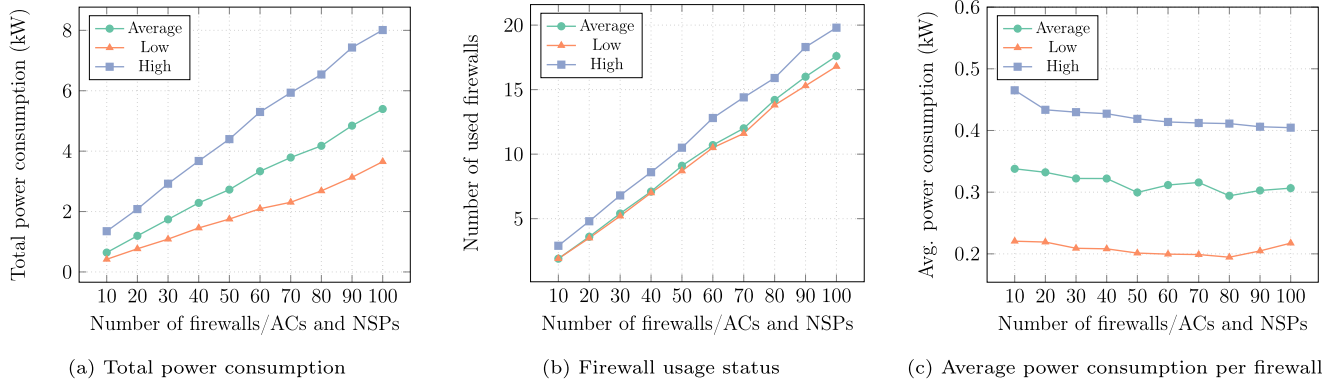 Total power consumption (kW)
8
6
4
2
0
Average
Low
High
10 20 30 40 50 60 70 80 90 100
Number of firewalls/ACs and NSPs
(a) Total power consumption
Number of used firewalls
20
15
10
5
Average
Low
High
10 20 30 40 50 60 70 80 90 100
Number of firewalls/ACs and NSPs
(b) Firewall usage status
Avg. power consumption (kW)
0.6
0.5
0.4
0.3
0.2
Average
Low
High
10 20 30 40 50 60 70 80 90 100
Number of firewalls/ACs and NSPs
(c) Average power consumption per firewall